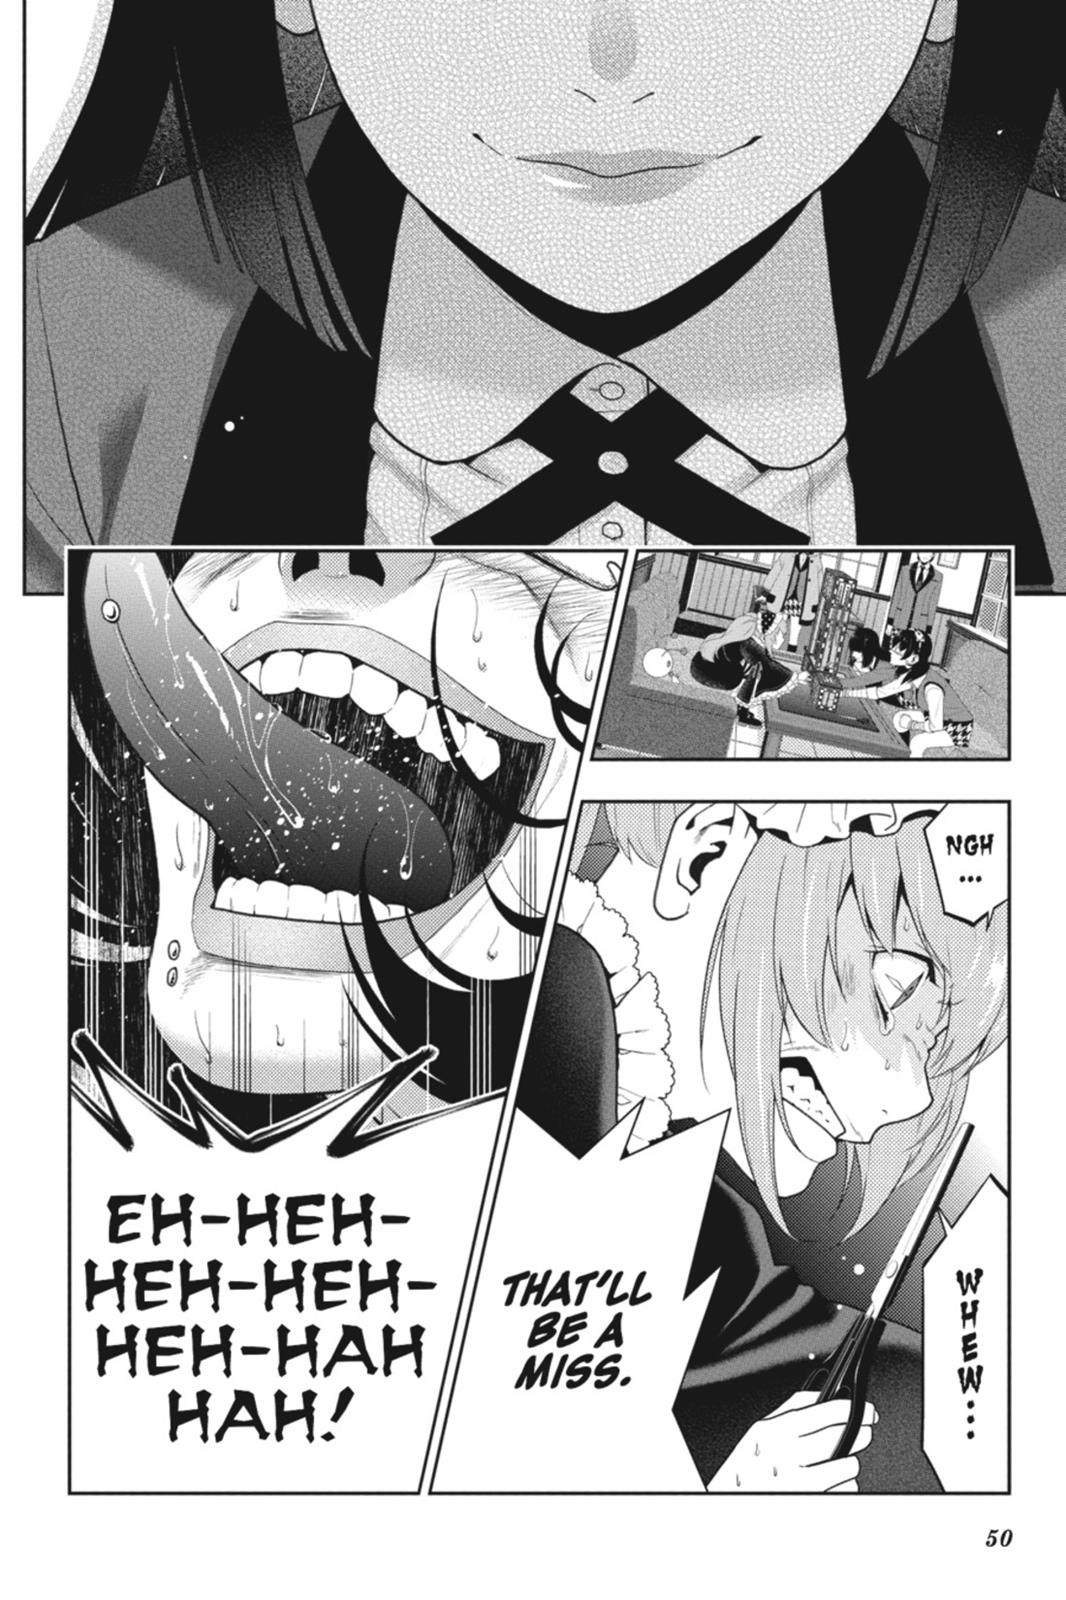 NGH
...
WHEW...
THAT'LL
BE A
MISS.
EH-HEH-
HEH-HEH-
HEH-HAH
HAH!
50